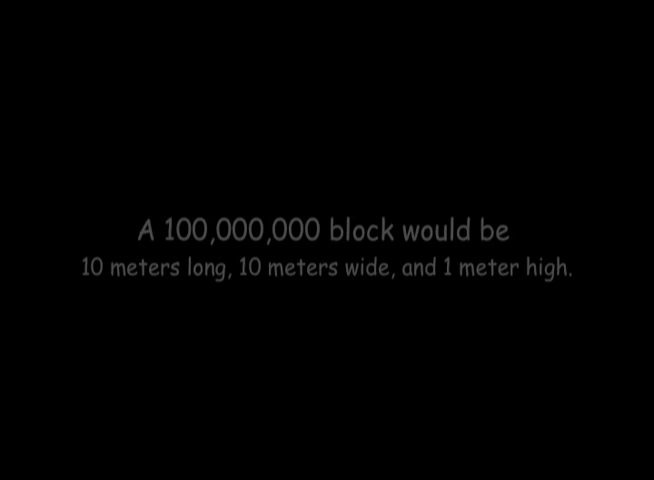 A 100,000,000 block would be
10 meters long, 10 meters wide, and 1 meter high.